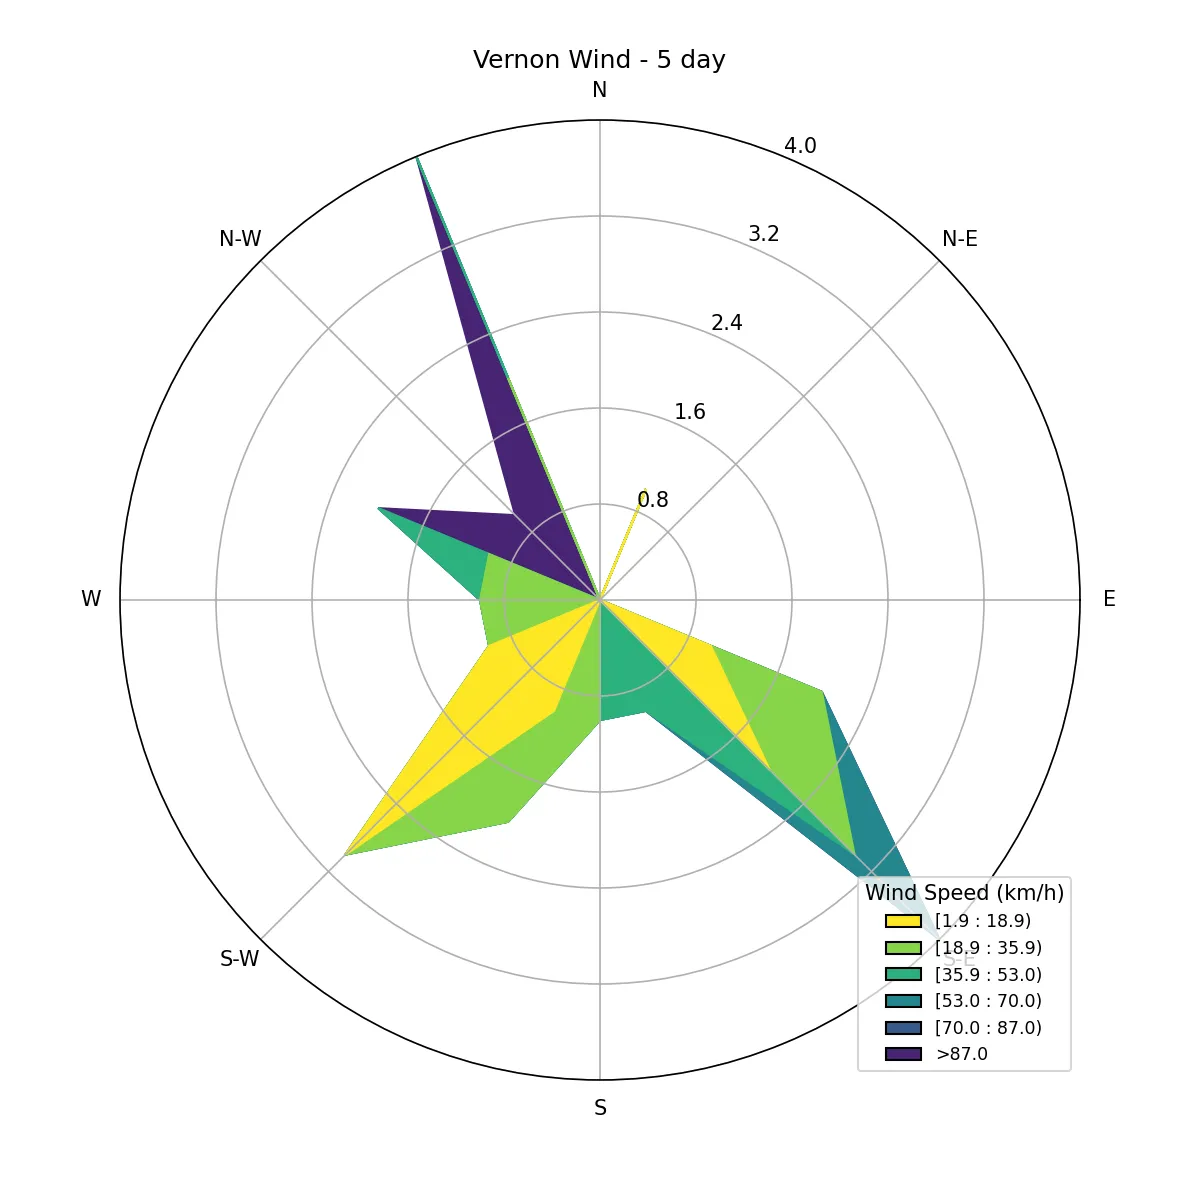 Vernon Wind - 5 day
N
4.0
N-W
3.2
N-E
2.4
1.6
0.8
W
E
Wind Speed (km/h)
[1.9 : 18.9)
[18.9 : 35.9)
S-W
S-E
[35.9 : 53.0)
[53.0 : 70.0)
[70.0 : 87.0)
>87.0
S